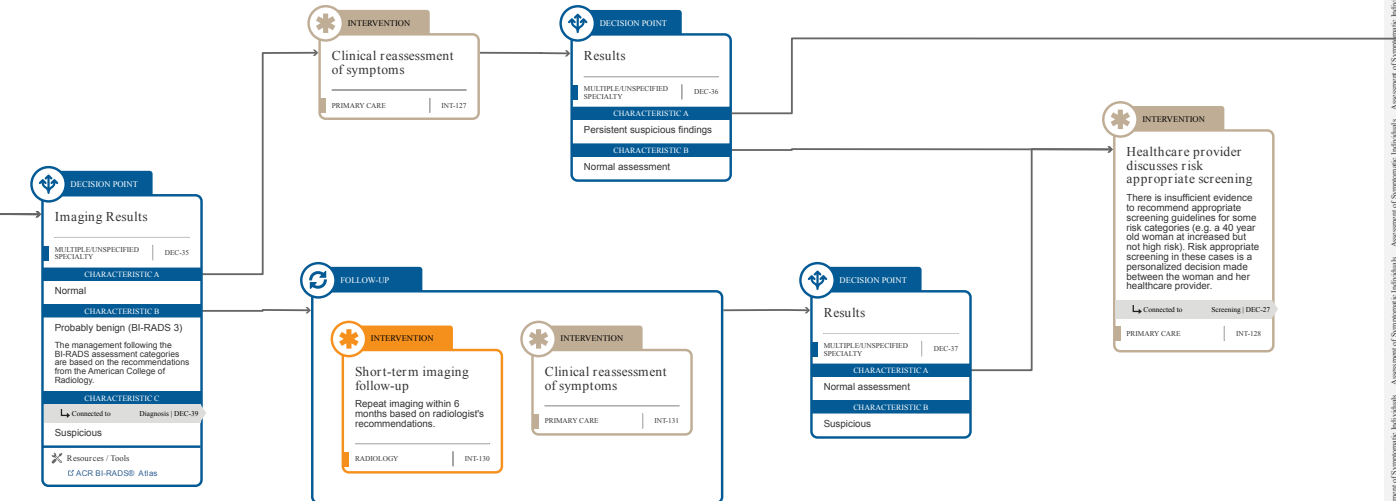 INTERVENTION
Clinical reassessment
of symptoms
PRIMARY CARE
INT-127
DECISION POINT
Results
MULTIPLE/UNSPECIFIED
SPECIALTY
DEC-36
CHARACTERISTIC A
Persistent suspicious findings
CHARACTERISTIC B
Normal assessment
INTERVENTION
Healthcare provider
discusses risk
appropriate screening
There is insufficient evidence
to recommend appropriate
screening guidelines for some
risk categories (e.g. a 40 year
old woman at increased but
not high risk). Risk appropriate
screening in these cases is a
personalized decision made
between the woman and her
healthcare provider.
Connected to
Screening | DEC-27
PRIMARY CARE
INT-128
DECISION POINT
Imaging Results
MULTIPLE/UNSPECIFIED
SPECIALTY
DEC-35
CHARACTERISTIC A
Normal
CHARACTERISTIC B
Probably benign (BI-RADS 3)
The management following the
BI-RADS assessment categories
are based on the recommendations
from the American College of
Radiology.
CHARACTERISTIC C
Connected to
Diagnosis | DEC-39
Suspicious
Resources / Tools
ACR BI-RADS® Atlas
FOLLOW-UP
INTERVENTION
Short-term imaging
follow-up
Repeat imaging within 6
months based on radiologist's
recommendations.
RADIOLOGY
INT-130
INTERVENTION
Clinical reassessment
of symptoms
PRIMARY CARE
INT-131
DECISION POINT
Results
MULTIPLE/UNSPECIFIED
SPECIALTY
DEC-37
CHARACTERISTIC A
Normal assessment
CHARACTERISTIC B
Suspicious
Assessment of Symptomatic Individuals
Assessment of Symptomatic Individuals